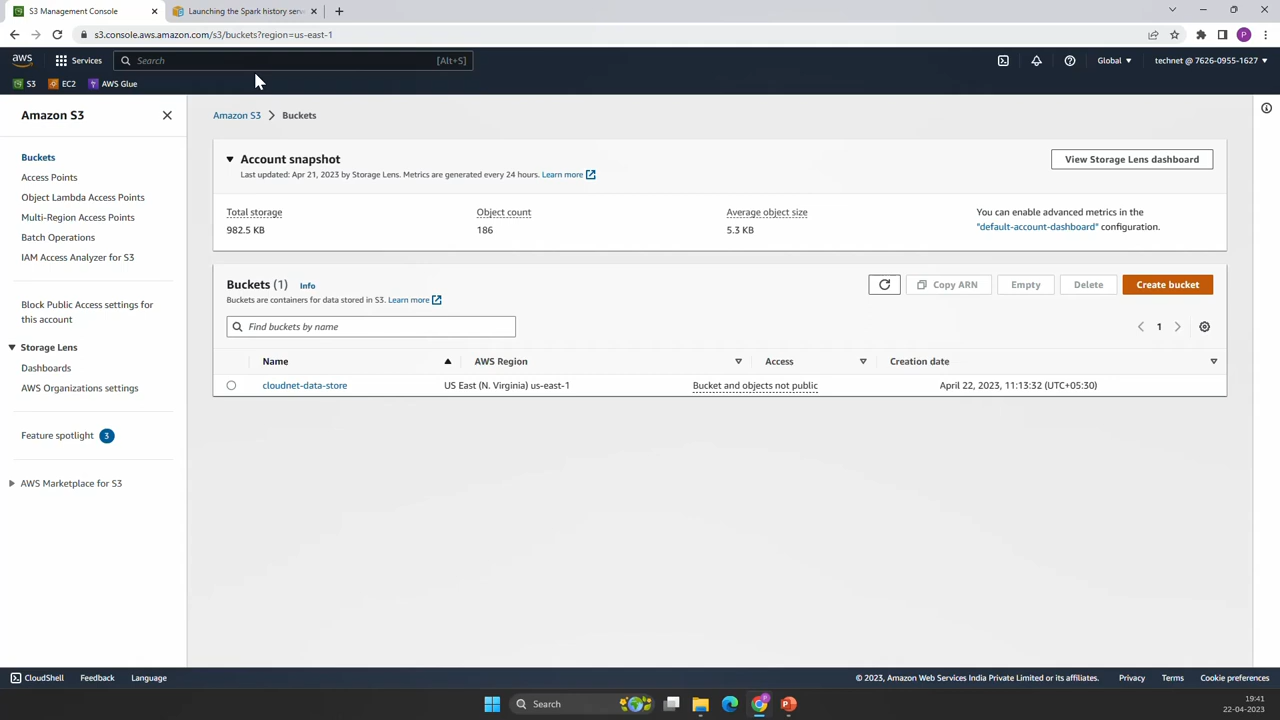 S3 Management Console
Launching the Spark history serv
s3.console.aws.amazon.com/s3/buckets?region=us-east-1
P
aws
Services
Search
[Alt+S]
Global
technet @ 7626-0955-1627
S3
EC2
AWS Glue
Amazon S3
Buckets
Access Points
Object Lambda Access Points
Multi-Region Access Points
Batch Operations
IAM Access Analyzer for S3
Block Public Access settings for
this account
Storage Lens
Dashboards
AWS Organizations settings
Feature spotlight 3
AWS Marketplace for S3
Amazon S3 > Buckets
Account snapshot
Last updated: Apr 21, 2023 by Storage Lens. Metrics are generated every 24 hours. Learn more
View Storage Lens dashboard
Total storage
982.5 KB
Object count
186
Average object size
5.3 KB
You can enable advanced metrics in the
"default-account-dashboard" configuration.
Buckets (1) Info
Buckets are containers for data stored in S3. Learn more
Copy ARN
Empty
Delete
Create bucket
Find buckets by name
1
Name AWS Region Access Creation date
cloudnet-data-store US East (N. Virginia) us-east-1 Bucket and objects not public April 22, 2023, 11:13:32 (UTC+05:30)
CloudShell Feedback Language
© 2023, Amazon Web Services India Private Limited or its affiliates. Privacy Terms Cookie preferences
Search
19:41
22-04-2023